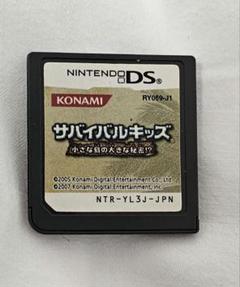 NINTENDO DS
KONAMI
RY069-J1
サバイバルキッズ
小さな島の大きな秘密!?
©2005 Konami Digital Entertainment Co., Ltd.
©2007 Konami Digital Entertainment
NTR-YL3J-JPN